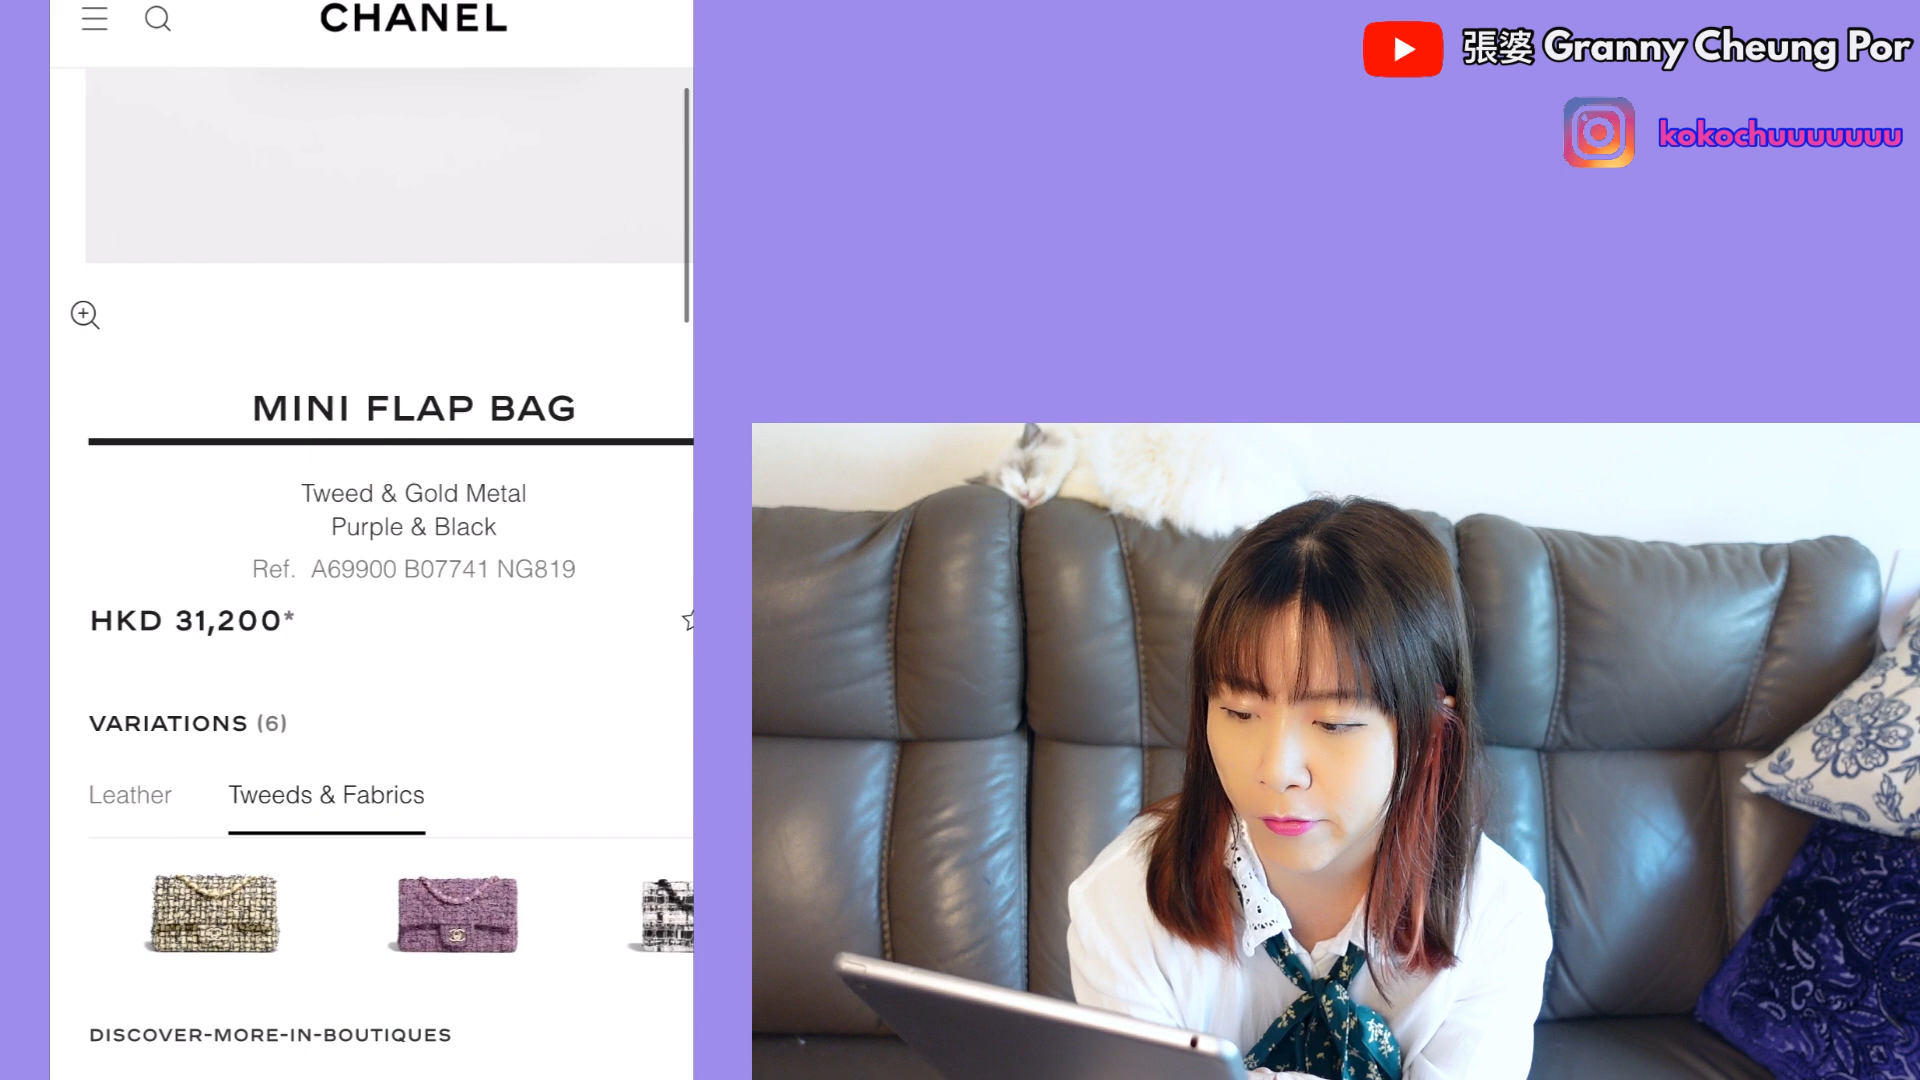 CHANEL
MINI FLAP BAG
Tweed & Gold Metal
Purple & Black
Ref. A69900 B07741 NG819
HKD 31,200*
VARIATIONS (6)
Leather
Tweeds & Fabrics
DISCOVER-MORE-IN-BOUTIQUES
張婆 Granny Cheung Por
kokochuuuuuuu